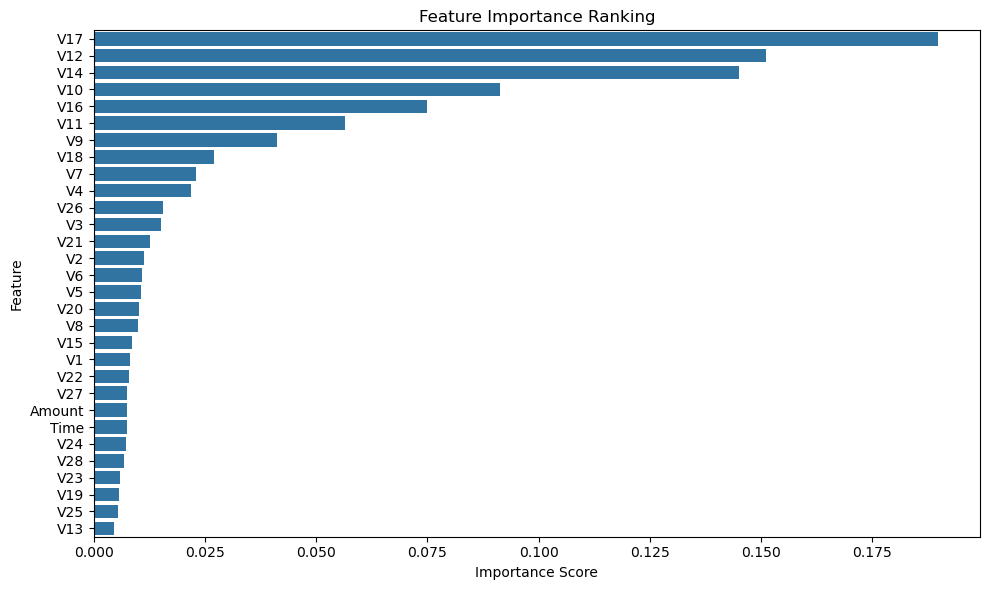 Feature Importance Ranking
Feature
V17
V12
V14
V10
V16
V11
V9
V18
V7
V4
V26
V3
V21
V2
V6
V5
V20
V8
V15
V1
V22
V27
Amount
Time
V24
V28
V23
V19
V25
V13
0.000 0.025 0.050 0.075 0.100 0.125 0.150 0.175
Importance Score